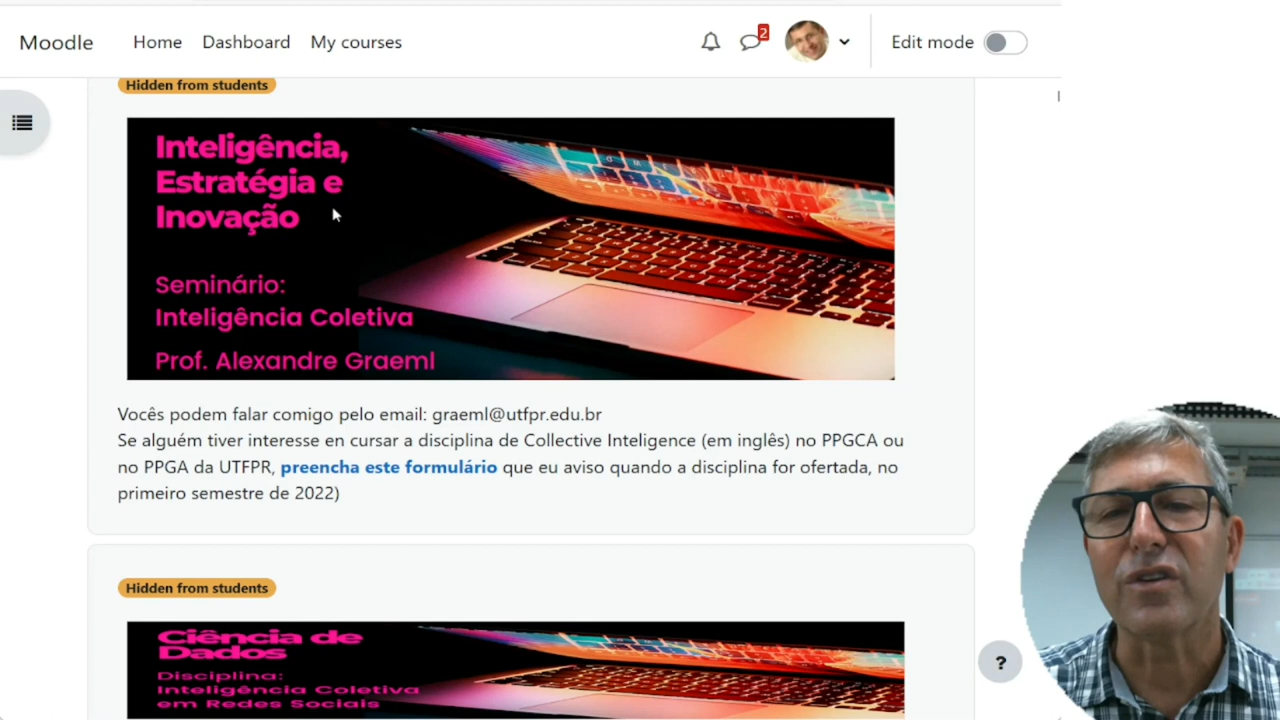 Moodle Home Dashboard My courses 2 Edit mode
Hidden from students
Inteligência,
Estratégia e
Inovação
Seminário:
Inteligência Coletiva
Prof. Alexandre Graeml
Vocês podem falar comigo pelo email: graeml@utfpr.edu.br
Se alguém tiver interesse en cursar a disciplina de Collective Inteligence (em inglês) no PPGCA ou
no PPGA da UTFPR, preencha este formulário que eu aviso quando a disciplina for ofertada, no
primeiro semestre de 2022)
Hidden from students
Ciência de
Dados
Disciplina:
Inteligência Coletiva
em Redes Sociais
?